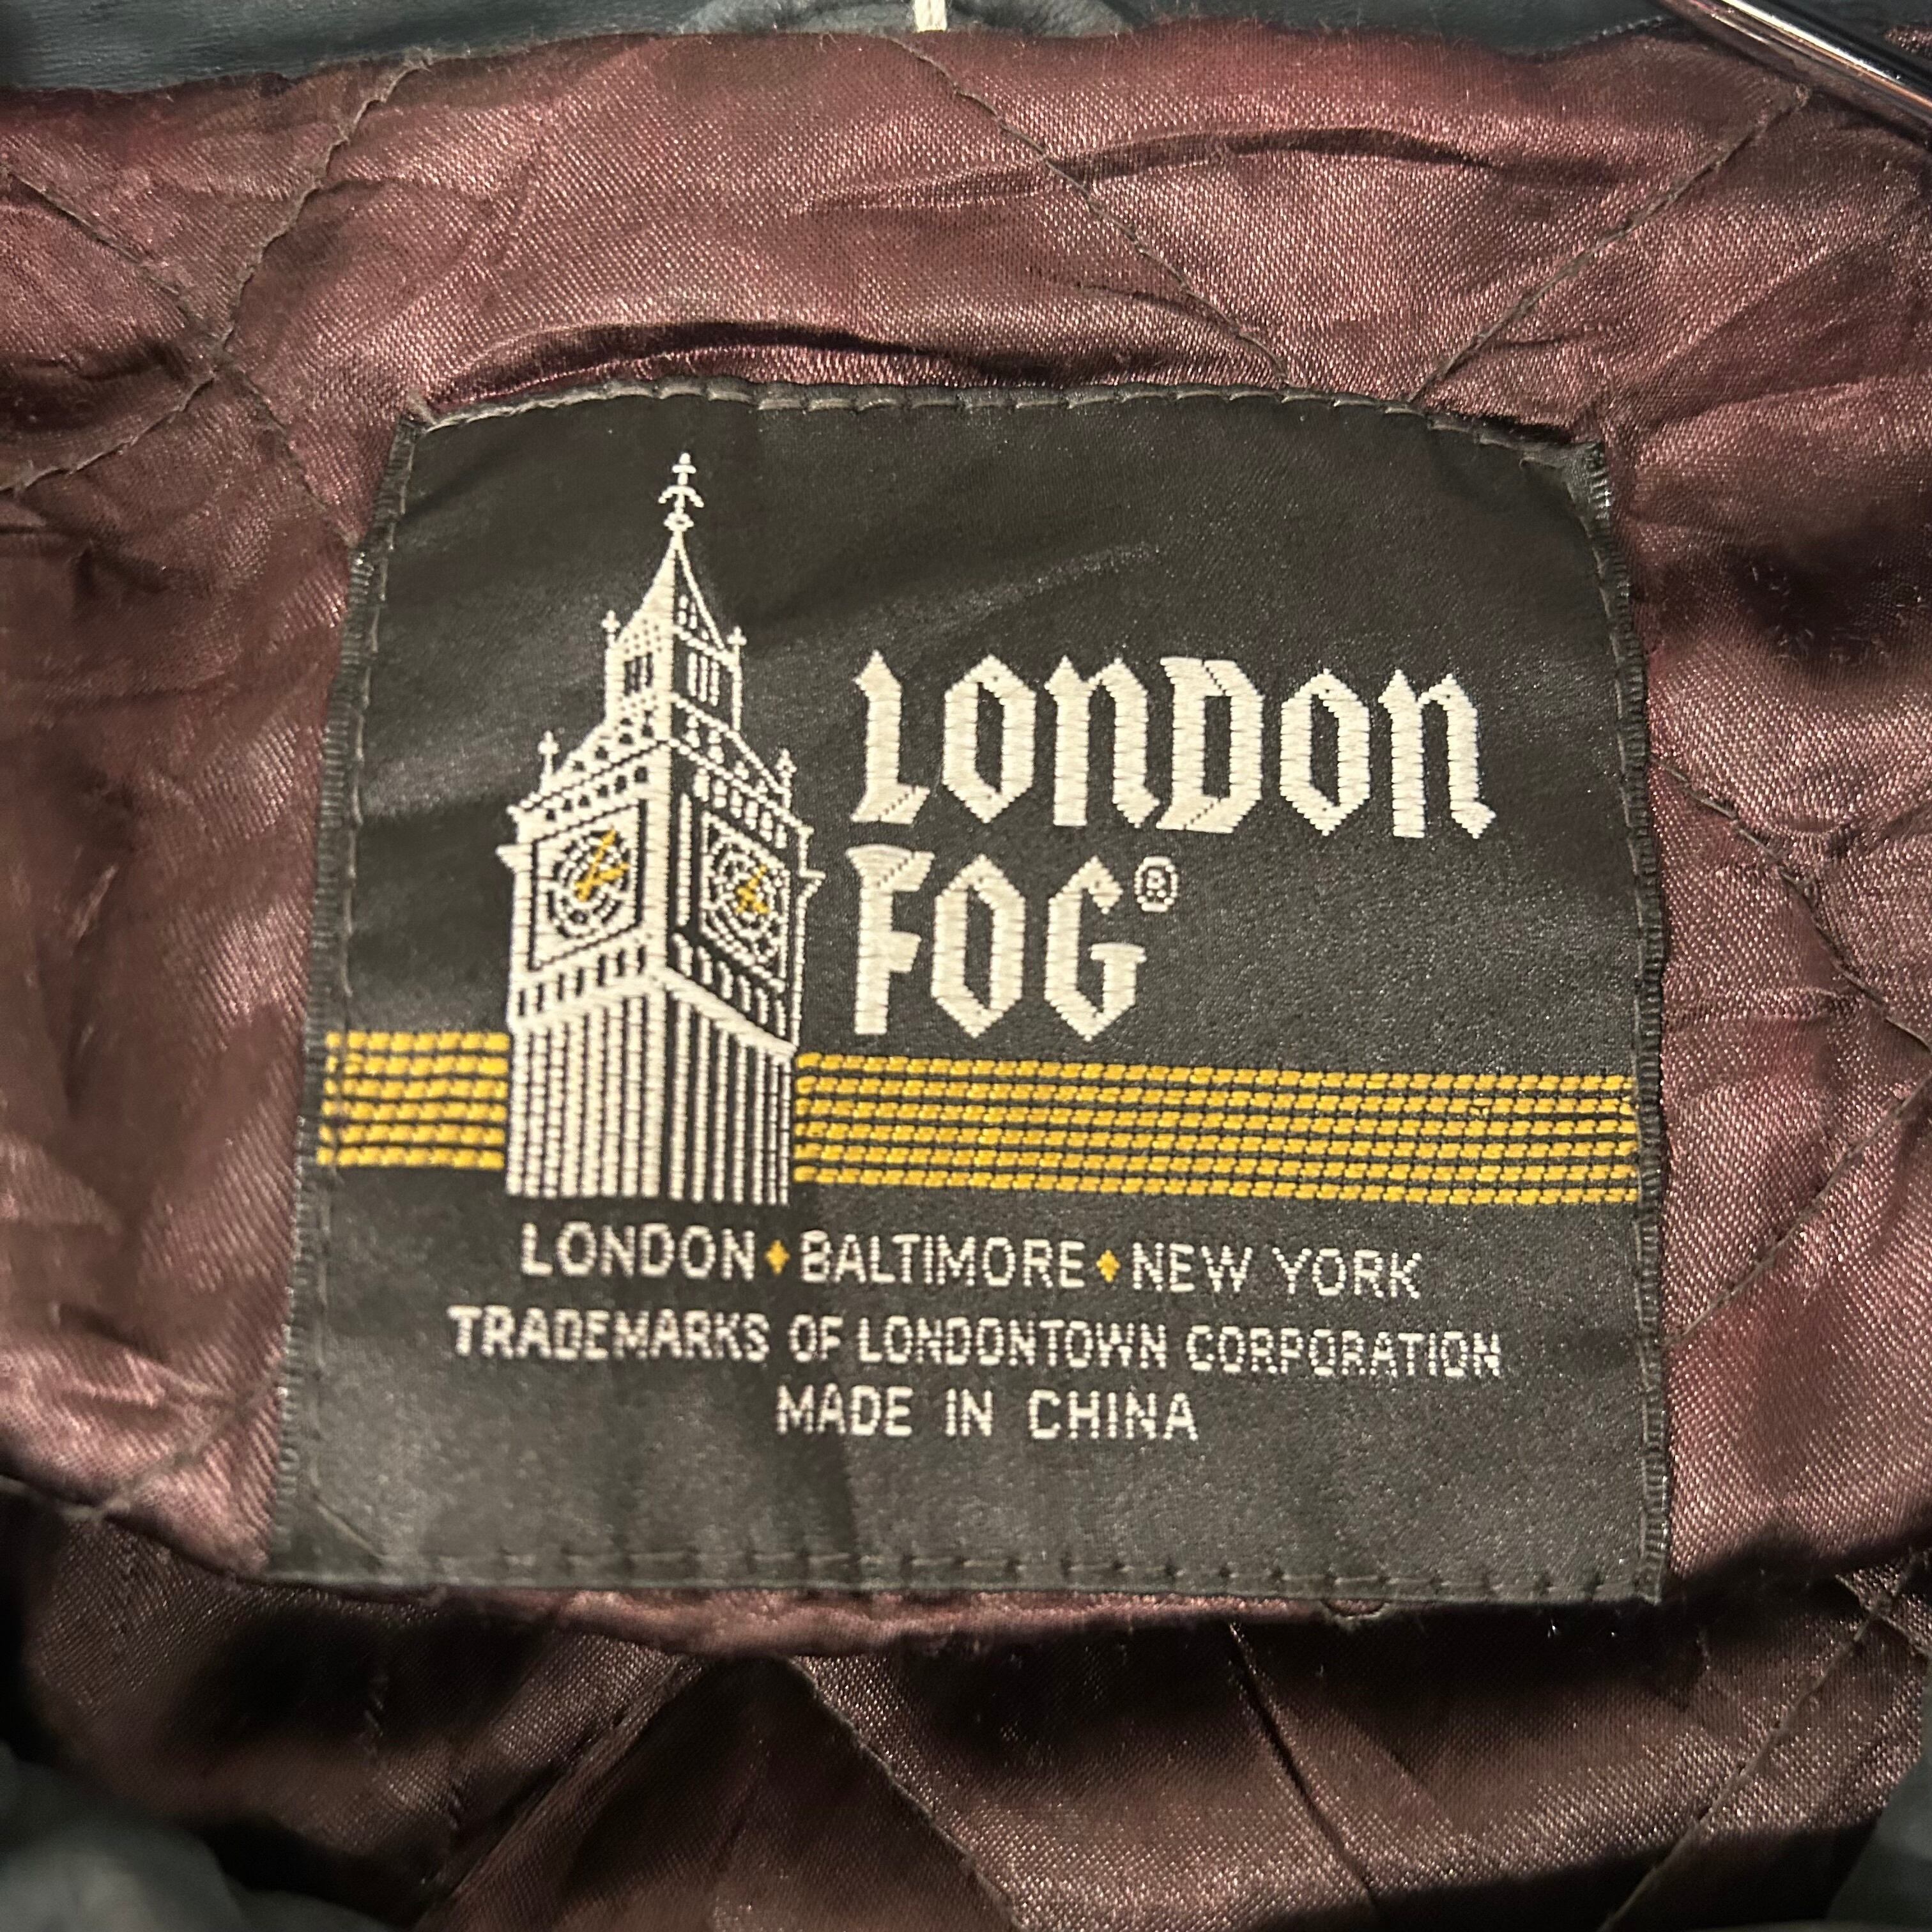 LONDON
FOG®
LONDON♦BALTIMORE♦NEW YORK
TRADEMARKS OF LONDONTOWN CORPORATION
MADE IN CHINA